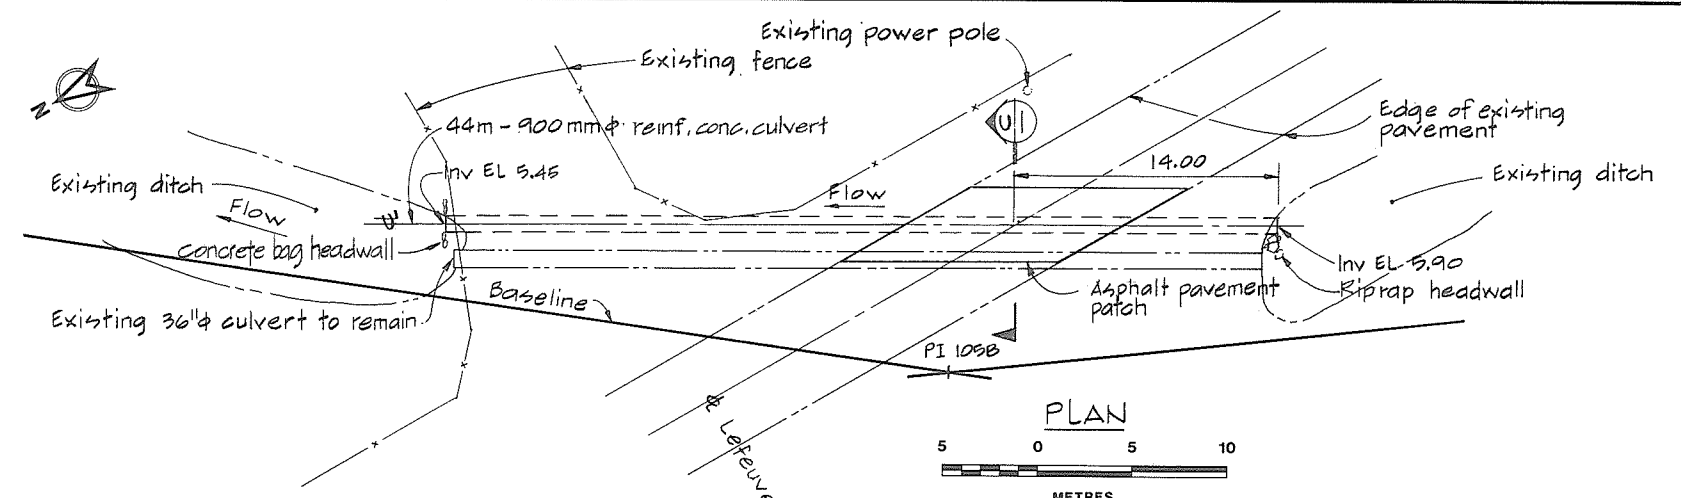 Existing power pole
Existing fence
N
44m-900mmϕ reinf. conc. culvert
U
Edge of existing
pavement
Inv EL 5.45
14.00
Existing ditch
Existing ditch
Flow
Flow
U'
Concrete bag headwall
Inv EL 5.90
Riprap headwall
Baseline
Asphalt pavement
patch
Existing 36"ϕ culvert to remain
PI 105B
PLAN
℄ Lefeuv
5 0 5 10
METRES